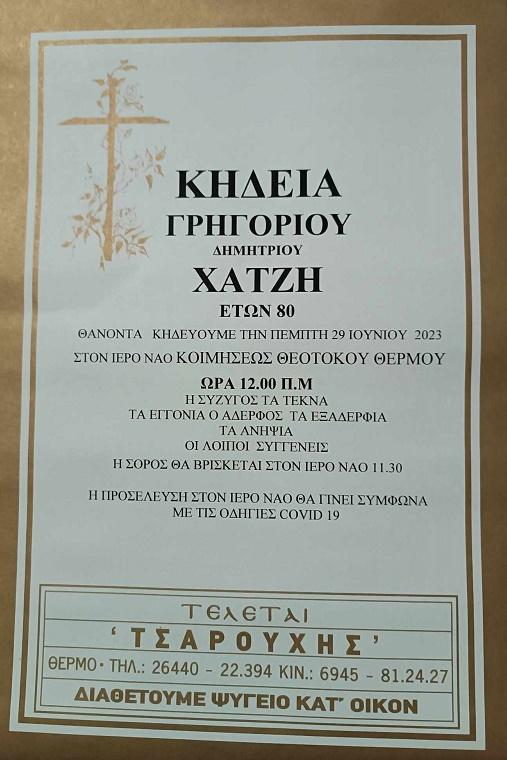 ΚΗΔΕΙΑ
ΓΡΗΓΟΡΙΟΥ
ΔΗΜΗΤΡΙΟΥ
ΧΑΤΖΗ
ΕΤΩΝ 80
ΘΑΝΟΝΤΑ ΚΗΔΕΥΟΥΜΕ ΤΗΝ ΠΕΜΠΤΗ 29 ΙΟΥΝΙΟΥ 2023
ΣΤΟΝ ΙΕΡΟ ΝΑΟ ΚΟΙΜΗΣΕΩΣ ΘΕΟΤΟΚΟΥ ΘΕΡΜΟΥ
ΩΡΑ 12.00 Π.Μ
Η ΣΥΖΥΓΟΣ ΤΑ ΤΕΚΝΑ
ΤΑ ΕΓΓΟΝΙΑ Ο ΑΔΕΡΦΟΣ ΤΑ ΕΞΑΔΕΡΦΙΑ
ΤΑ ΑΝΗΨΙΑ
ΟΙ ΛΟΙΠΟΙ ΣΥΓΓΕΝΕΙΣ
Η ΣΟΡΟΣ ΘΑ ΒΡΙΣΚΕΤΑΙ ΣΤΟΝ ΙΕΡΟ ΝΑΟ 11.30
Η ΠΡΟΣΕΛΕΥΣΗ ΣΤΟΝ ΙΕΡΟ ΝΑΟ ΘΑ ΓΙΝΕΙ ΣΥΜΦΩΝΑ
ΜΕ ΤΙΣ ΟΔΗΓΙΕΣ COVID 19
ΤΕΛΕΤΑΙ
‘ΤΣΑΡΟΥΧΗΣ’
ΘΕΡΜΟ • ΤΗΛ.: 26440 - 22.394 ΚΙΝ.: 6945 - 81.24.27
ΔΙΑΘΕΤΟΥΜΕ ΨΥΓΕΙΟ ΚΑΤ’ ΟΙΚΟΝ